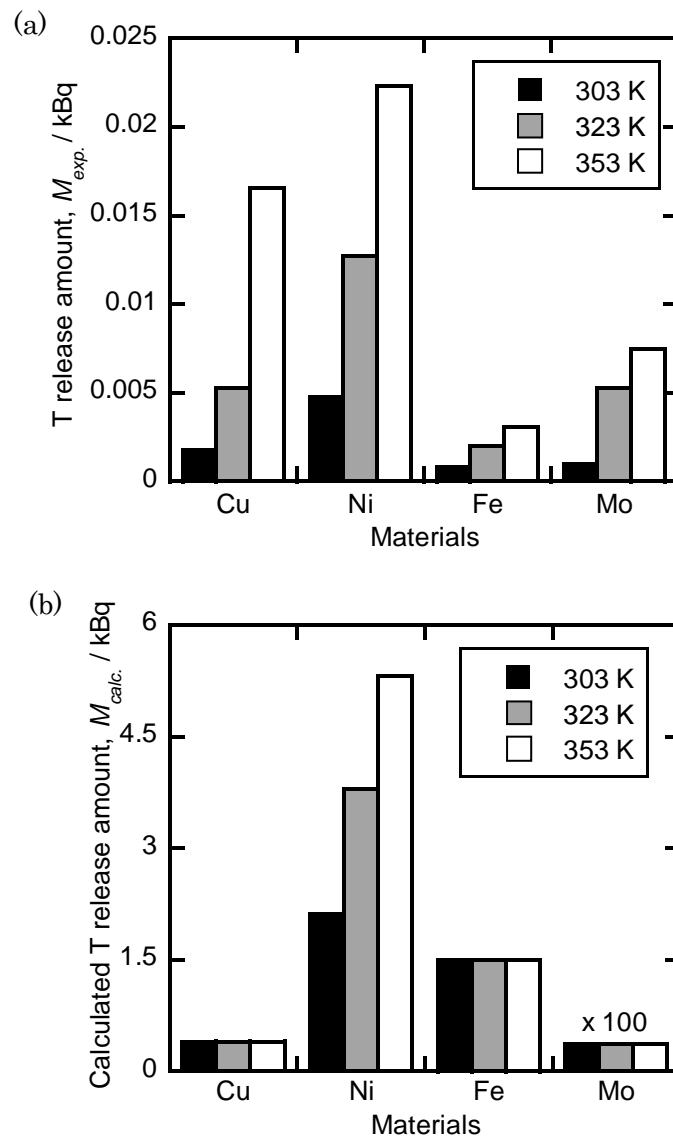 (a)
T release amount, M exp. / kBq
0.025
0.02
0.015
0.01
0.005
0
303 K
323 K
353 K
Cu Ni Fe Mo
Materials
(b)
Calculated T release amount, M calc. / kBq
6
4.5
3
1.5
0
303 K
323 K
353 K
x 100
Cu Ni Fe Mo
Materials